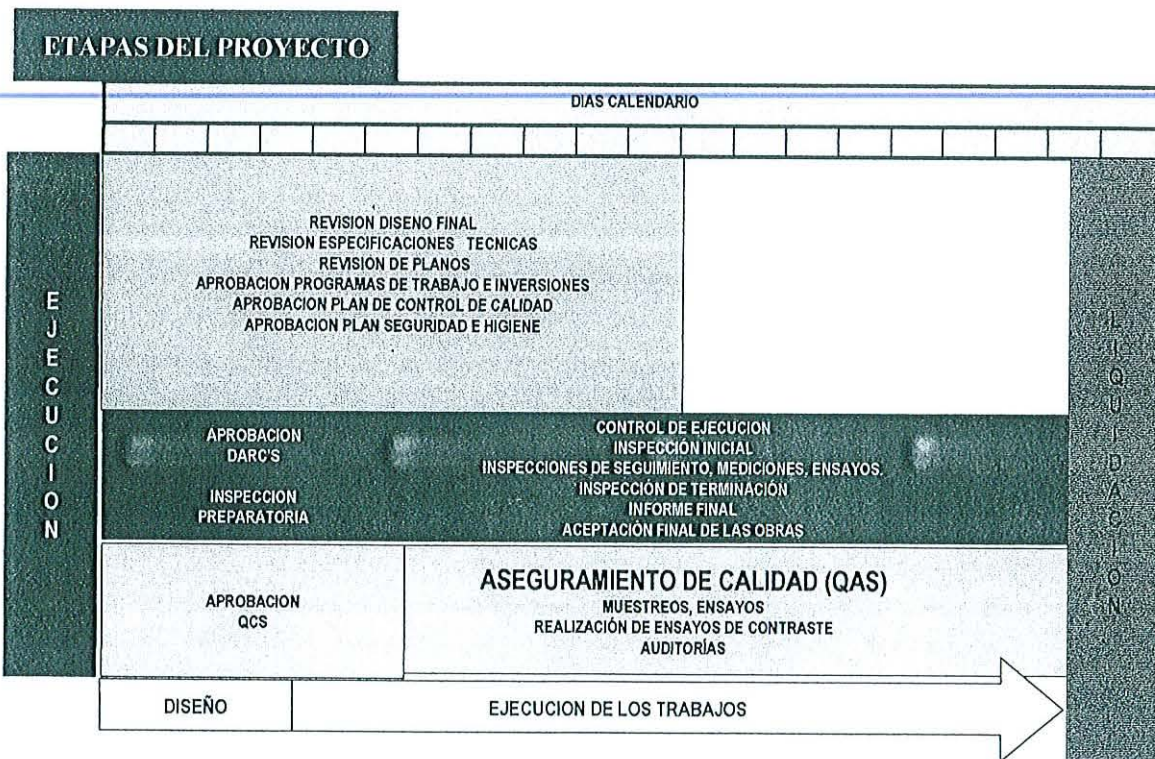 ETAPAS DEL PROYECTO
DIAS CALENDARIO
EJECUCION
REVISION DISENO FINAL
REVISION ESPECIFICACIONES TECNICAS
REVISION DE PLANOS
APROBACION PROGRAMAS DE TRABAJO E INVERSIONES
APROBACION PLAN DE CONTROL DE CALIDAD
APROBACION PLAN SEGURIDAD E HIGIENE
LIQUIDACION
APROBACION
DARC'S
INSPECCION
PREPARATORIA
CONTROL DE EJECUCION
INSPECCIÓN INICIAL
INSPECCIONES DE SEGUIMIENTO, MEDICIONES, ENSAYOS.
INSPECCIÓN DE TERMINACIÓN
INFORME FINAL
ACEPTACIÓN FINAL DE LAS OBRAS
APROBACION
QCS
ASEGURAMIENTO DE CALIDAD (QAS)
MUESTREOS, ENSAYOS
REALIZACIÓN DE ENSAYOS DE CONTRASTE
AUDITORÍAS
DISEÑO
EJECUCION DE LOS TRABAJOS